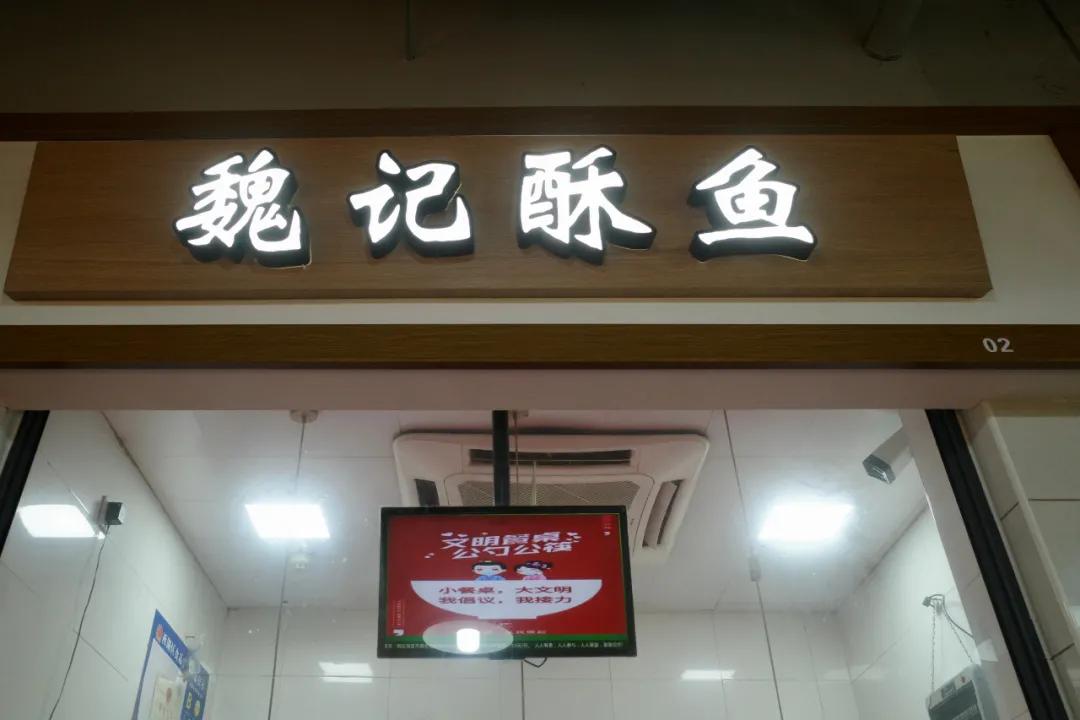 魏记酥鱼
02
文明餐桌
公勺公筷
小餐桌，大文明
我倡议，我接力